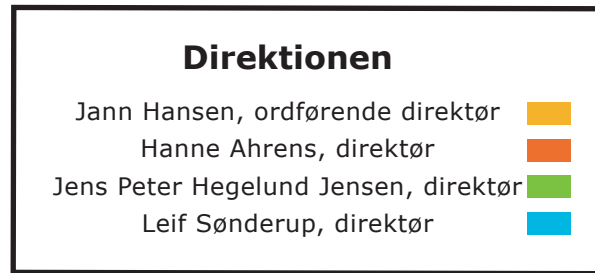 Direktionen
Jann Hansen, ordførende direktør
Hanne Ahrens, direktør
Jens Peter Hegelund Jensen, direktør
Leif Sønderup, direktør